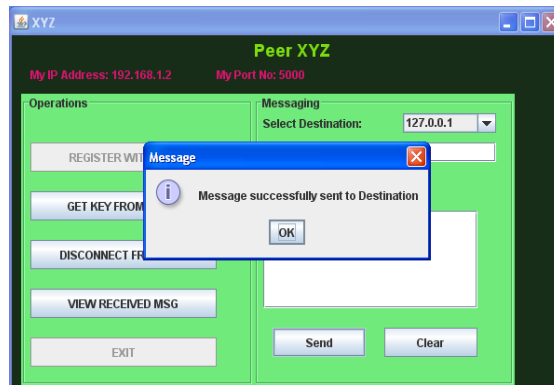 XYZ
Peer XYZ
My IP Address: 192.168.1.2 My Port No: 5000
Operations
Messaging
Select Destination: 127.0.0.1
REGISTER WIT
Message
Message successfully sent to Destination
GET KEY FROM
OK
DISCONNECT FR
VIEW RECEIVED MSG
Send Clear
EXIT